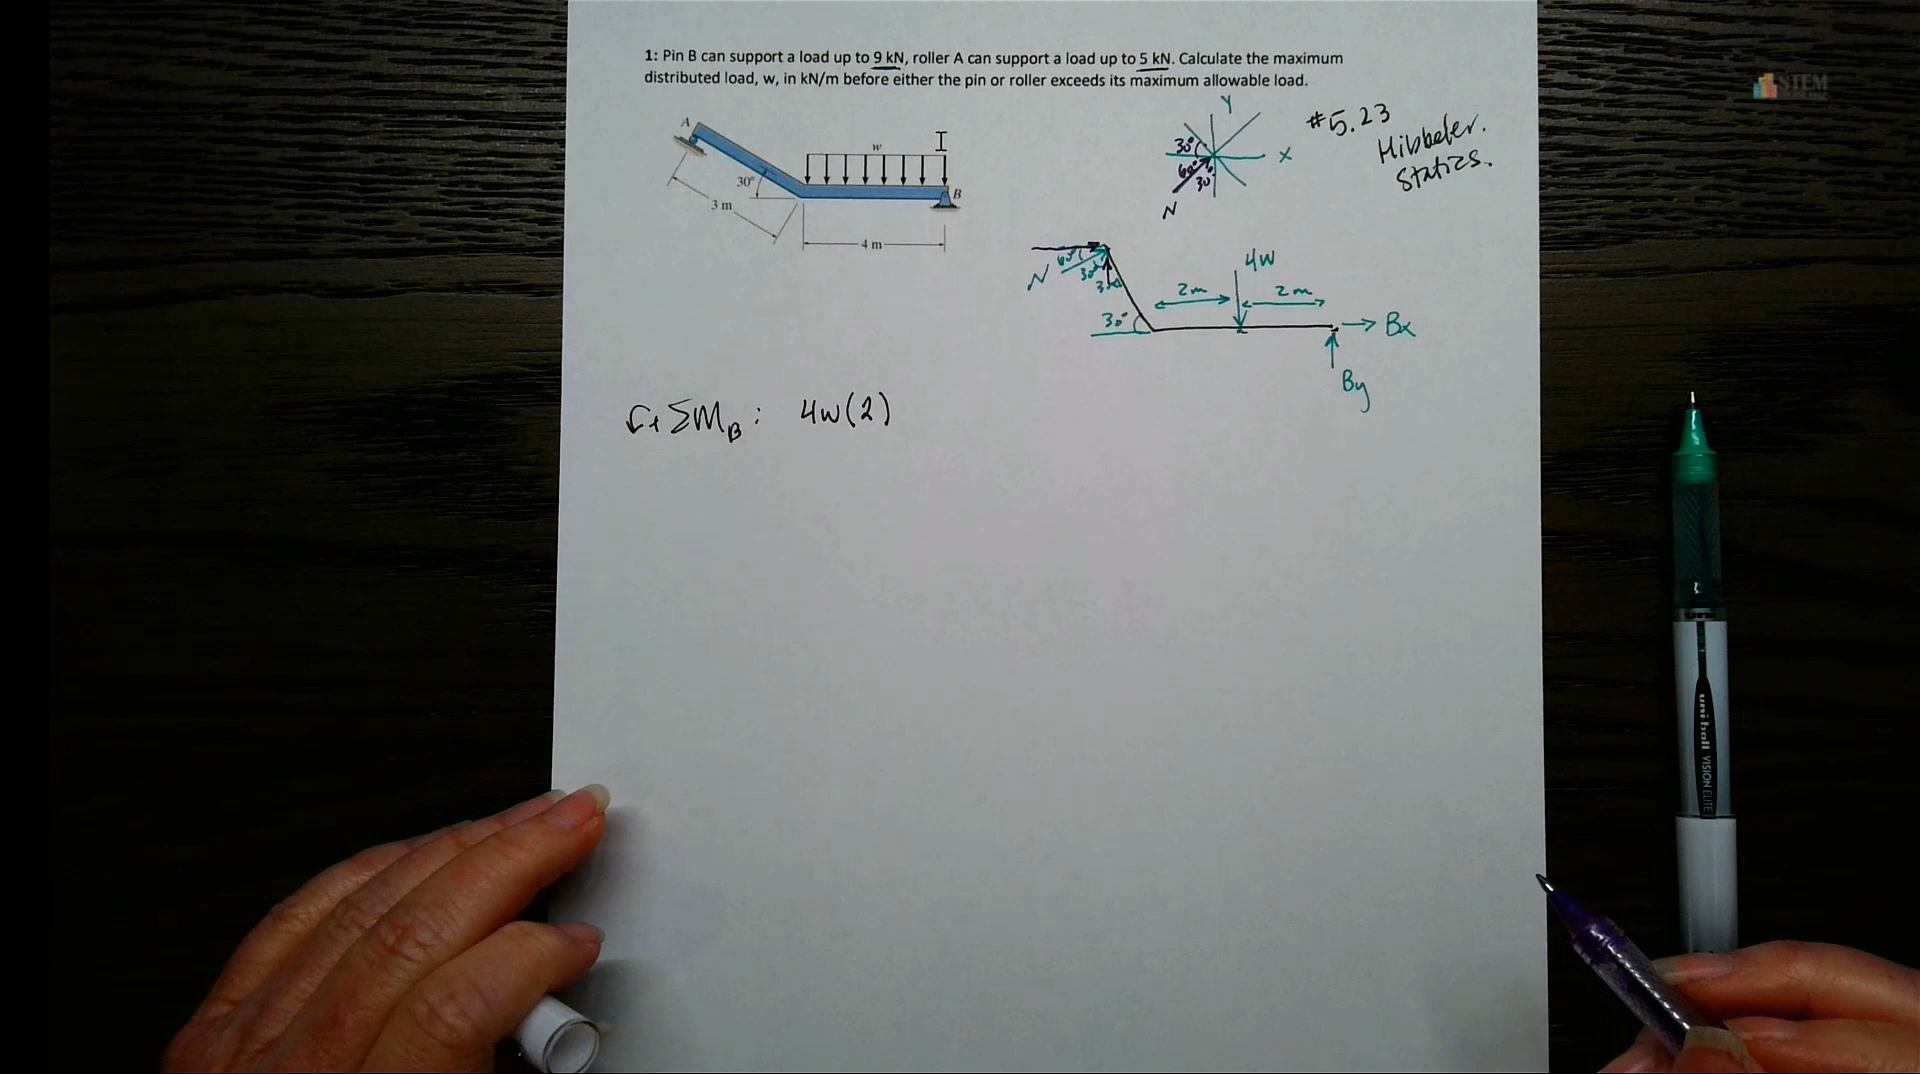 1: Pin B can support a load up to 9 kN, roller A can support a load up to 5 kN. Calculate the maximum
distributed load, w, in kN/m before either the pin or roller exceeds its maximum allowable load.
STEM
A
w
I
30°
B
3 m
4 m
Y
X
30°
60°
30°
N
#5.23
Hibbeler.
Statics.
60°
30°
N
30°
4W
2m
2m
Bx
By
+ ΣM_B: 4w(2)
uni-ball VISION ELITE